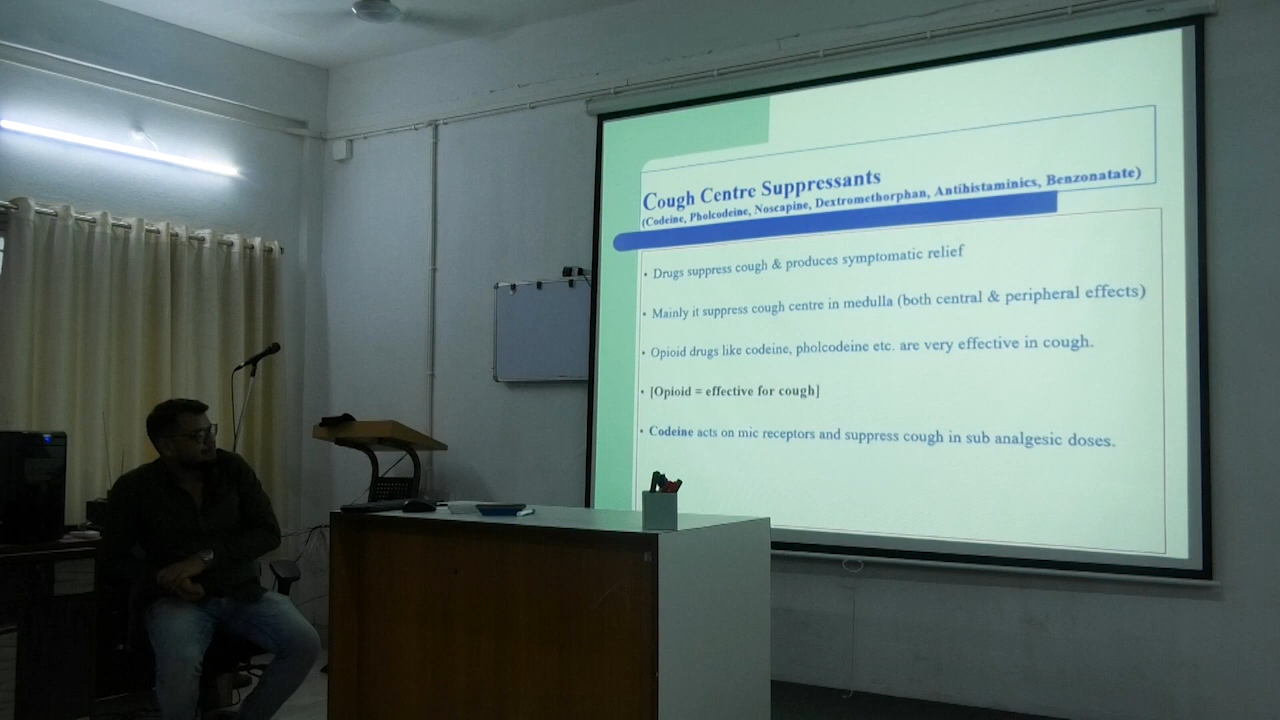 Cough Centre Suppressants
(Codeine, Pholcodeine, Noscapine, Dextromethorphan, Antihistaminics, Benzonatate)
• Drugs suppress cough & produces symptomatic relief
• Mainly it suppress cough centre in medulla (both central & peripheral effects)
• Opioid drugs like codeine, pholcodeine etc. are very effective in cough.
• [Opioid = effective for cough]
• Codeine acts on mic receptors and suppress cough in sub analgesic doses.